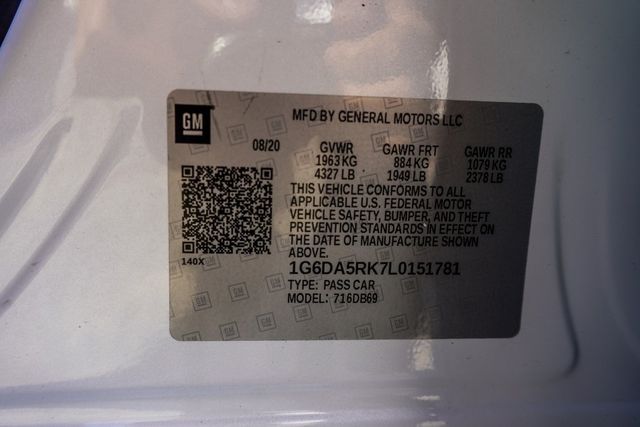 GM
MFD BY GENERAL MOTORS LLC
08/20 GVWR GAWR FRT GAWR RR
1963 KG 884 KG 1079 KG
4327 LB 1949 LB 2378 LB
THIS VEHICLE CONFORMS TO ALL
APPLICABLE U.S. FEDERAL MOTOR
VEHICLE SAFETY, BUMPER, AND THEFT
PREVENTION STANDARDS IN EFFECT ON
THE DATE OF MANUFACTURE SHOWN
ABOVE.
140X
1G6DA5RK7L0151781
TYPE: PASS CAR
MODEL: 716DB69